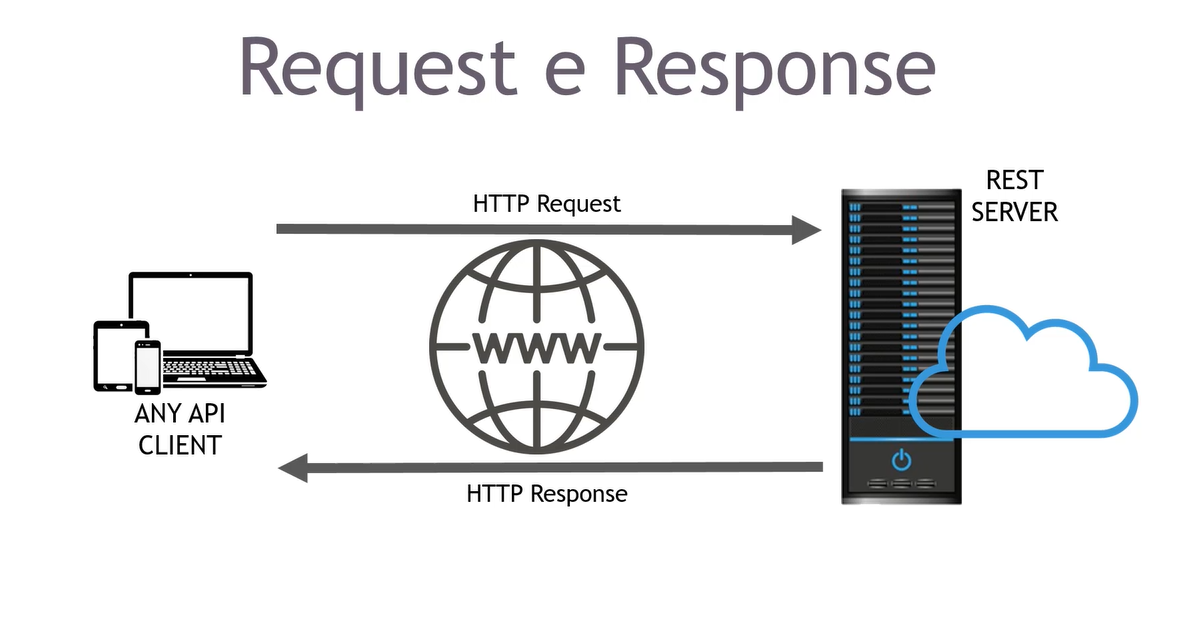 Request e Response
HTTP Request
REST
SERVER
WWW
ANY API
CLIENT
HTTP Response